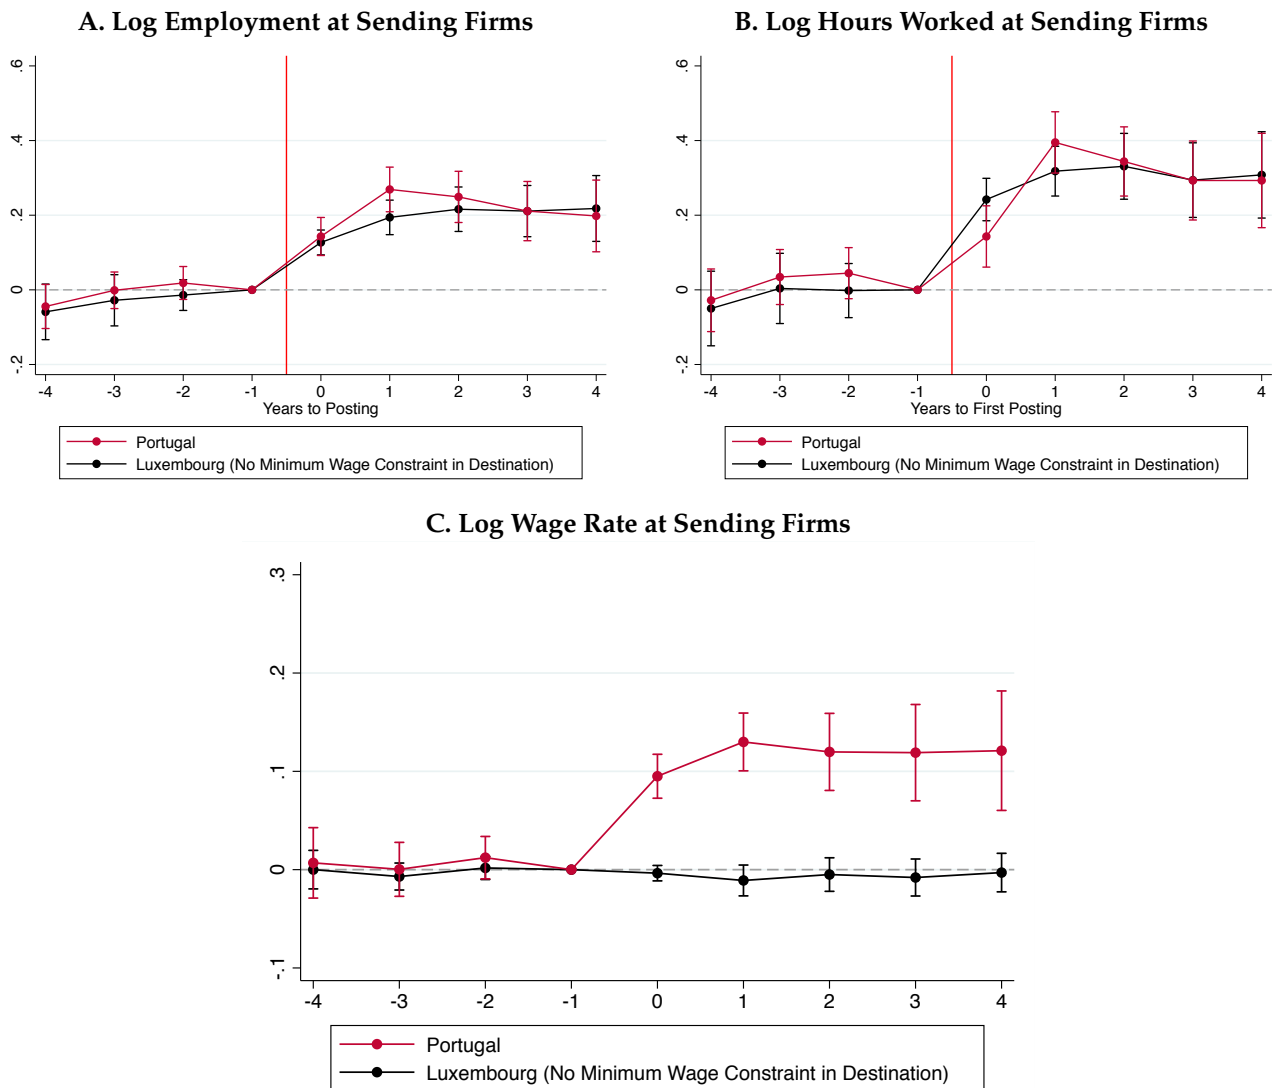 A. Log Employment at Sending Firms
.6
.4
.2
0
-.2
-4 -3 -2 -1 0 1 2 3 4
Years to Posting
Portugal
Luxembourg (No Minimum Wage Constraint in Destination)
B. Log Hours Worked at Sending Firms
.6
.4
.2
0
-.2
-4 -3 -2 -1 0 1 2 3 4
Years to First Posting
Portugal
Luxembourg (No Minimum Wage Constraint in Destination)
C. Log Wage Rate at Sending Firms
.3
.2
.1
0
-.1
-4 -3 -2 -1 0 1 2 3 4
Portugal
Luxembourg (No Minimum Wage Constraint in Destination)